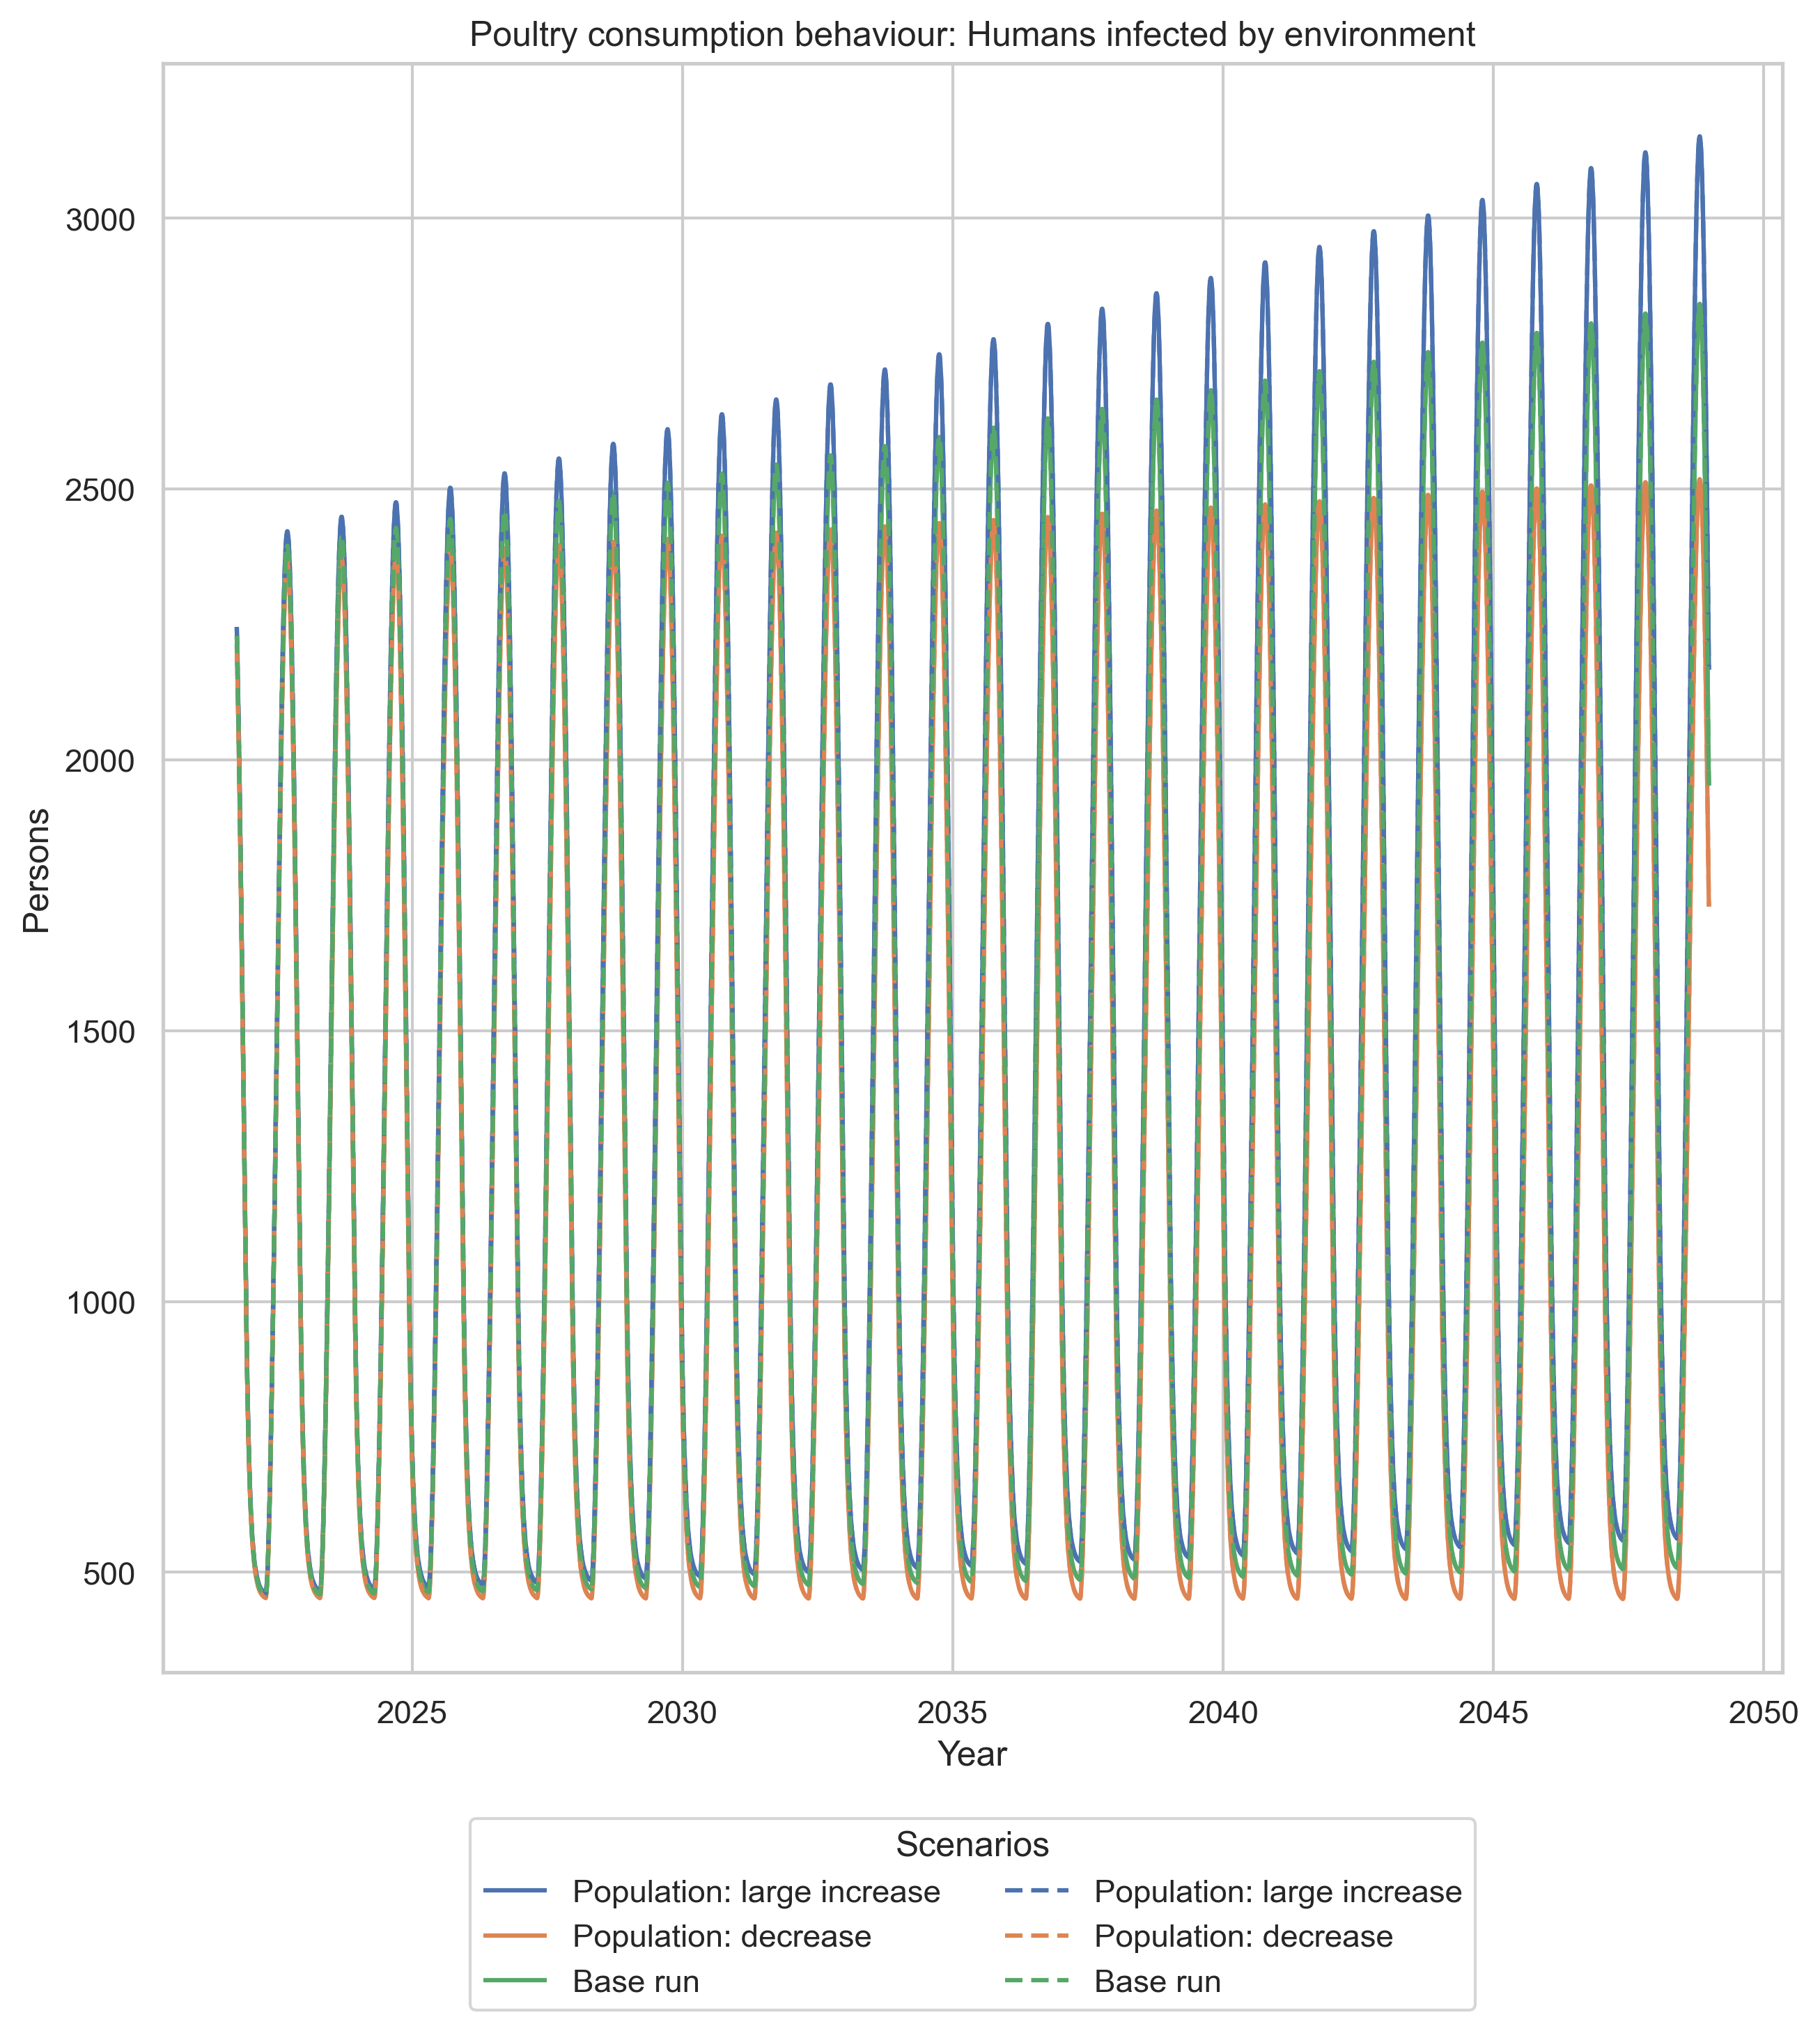 Poultry consumption behaviour: Humans infected by environment
3000
2500
2000
1500
1000
500
Persons
2025 2030 2035 2040 2045 2050
Year
Scenarios
Population: large increase Population: large increase
Population: decrease Population: decrease
Base run Base run